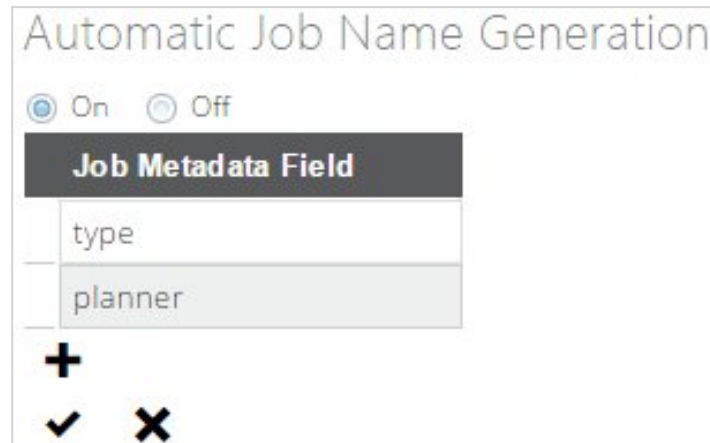 Automatic Job Name Generation
On Off
Job Metadata Field
type
planner